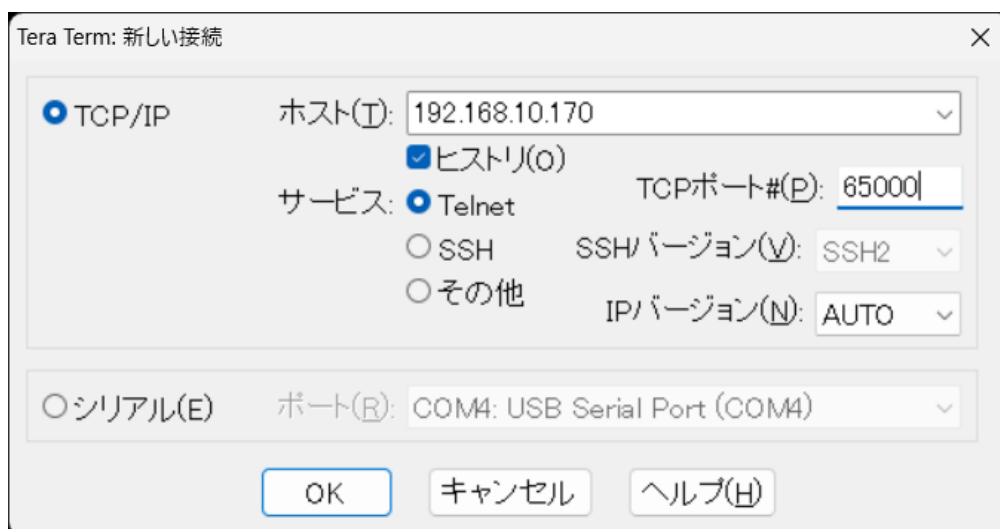 Tera Term: 新しい接続
TCP/IP
ホスト(T): 192.168.10.170
ヒストリ(O)
サービス: Telnet
TCPポート#(P): 65000
SSH
SSHバージョン(V): SSH2
その他
IPバージョン(N): AUTO
シリアル(E)
ポート(R): COM4: USB Serial Port (COM4)
OK キャンセル ヘルプ(H)